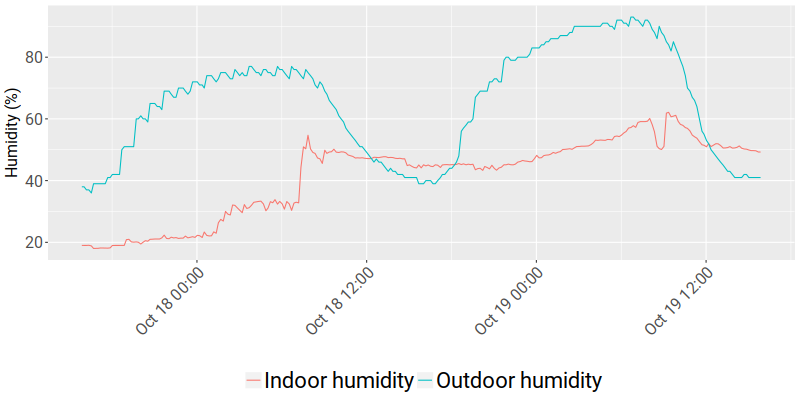 Humidity (%)
80
60
40
20
Oct 18 00:00
Oct 18 12:00
Oct 19 00:00
Oct 19 12:00
Indoor humidity Outdoor humidity